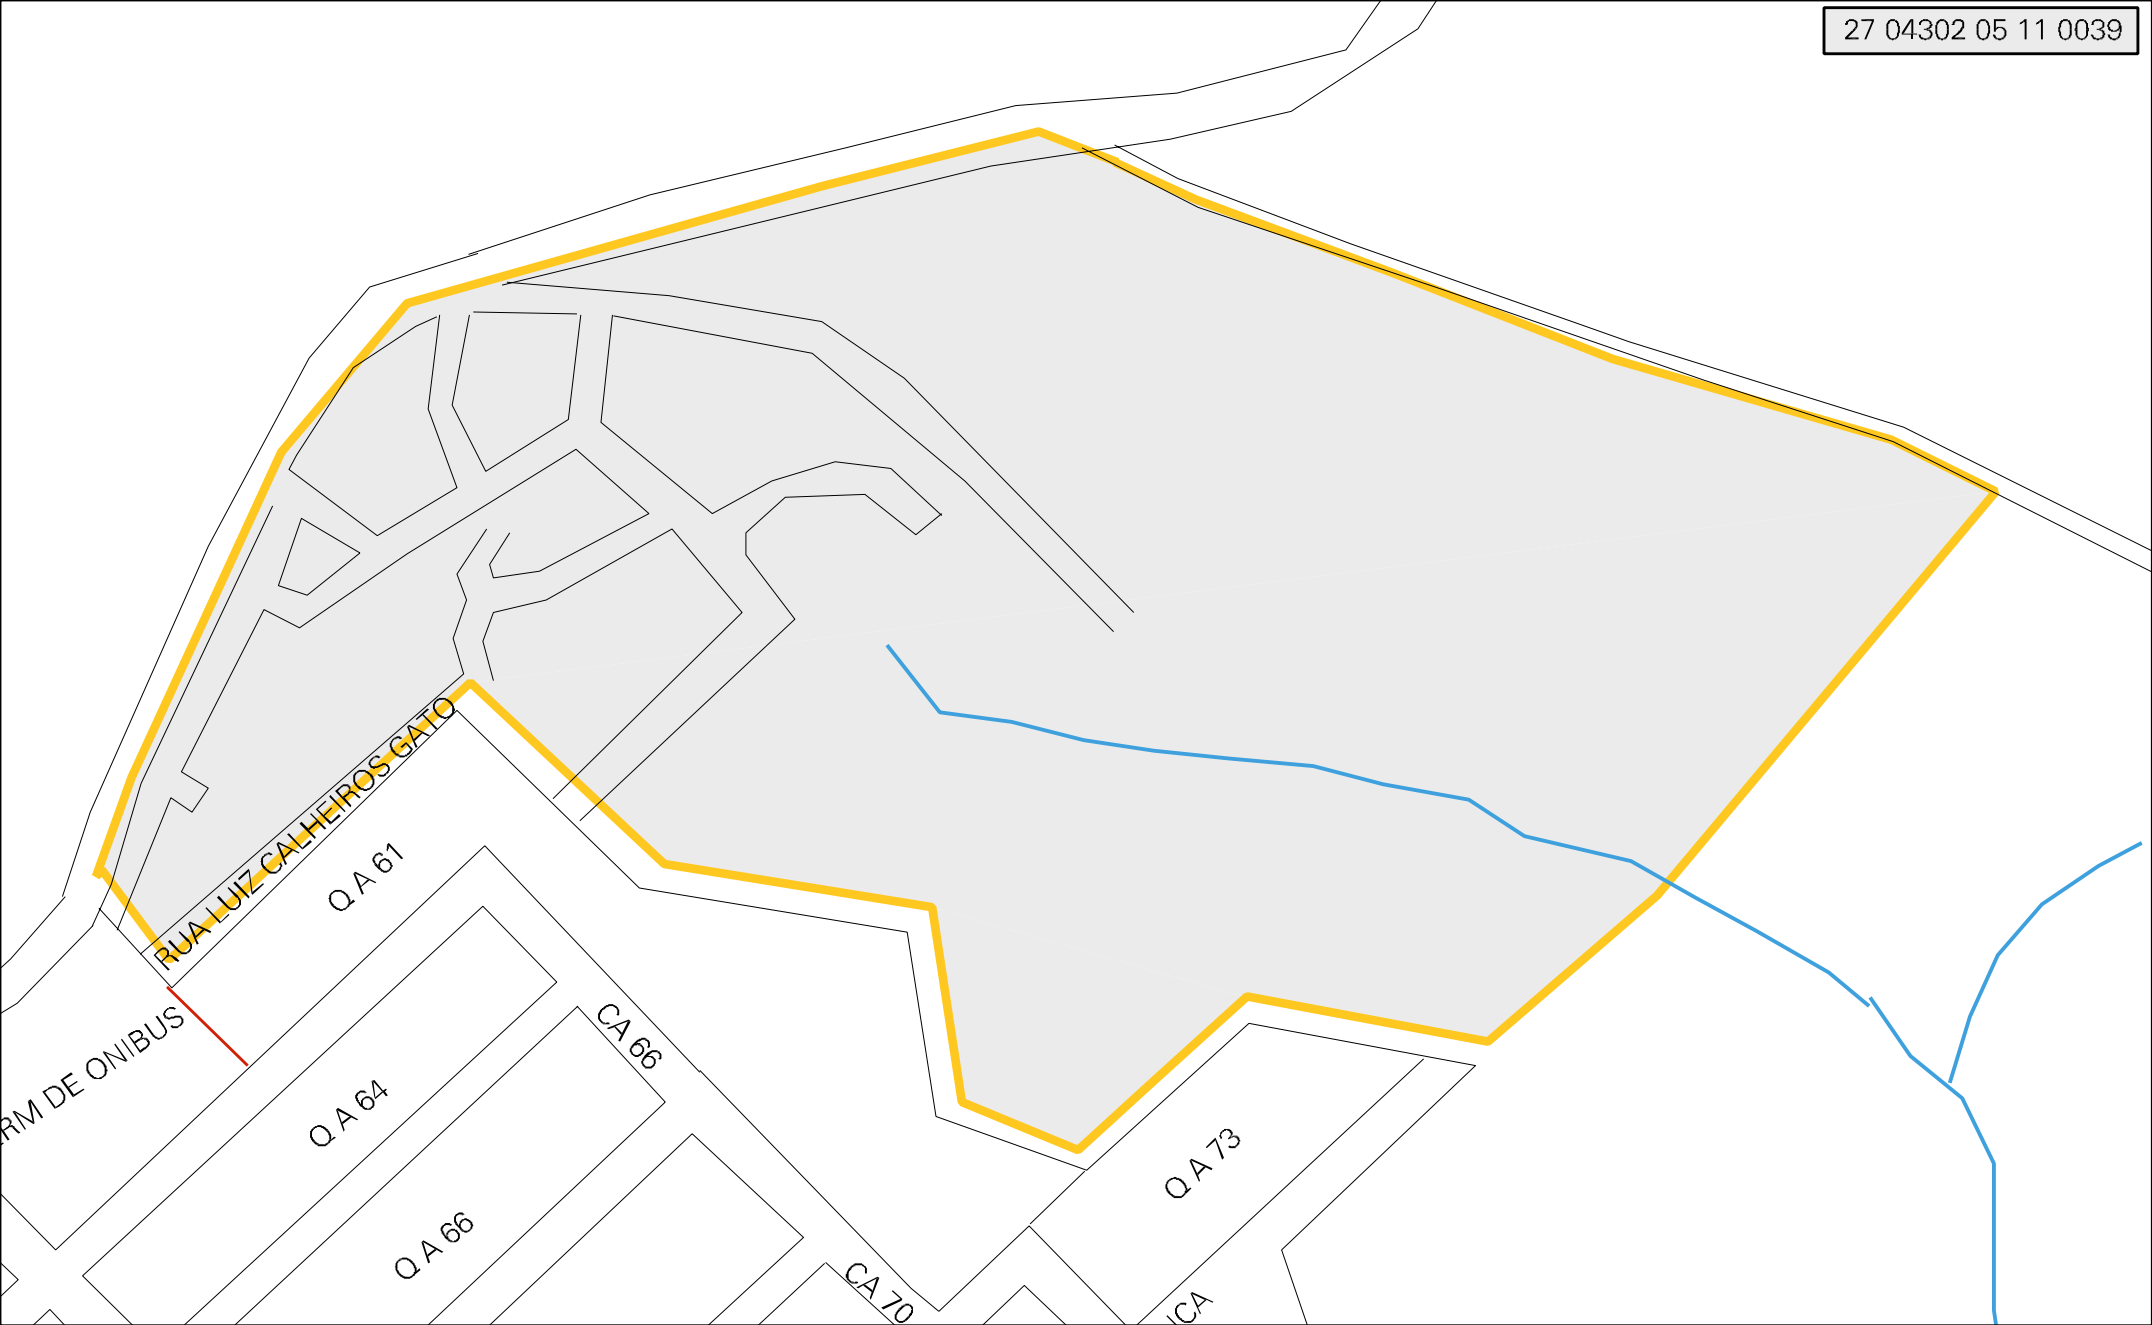 27 04302 05 11 0039
RUA LUIZ CALHEIROS GATO
Q A 61
CA 66
RM DE ONIBUS
Q A 64
Q A 73
Q A 66
CA 70
ICA